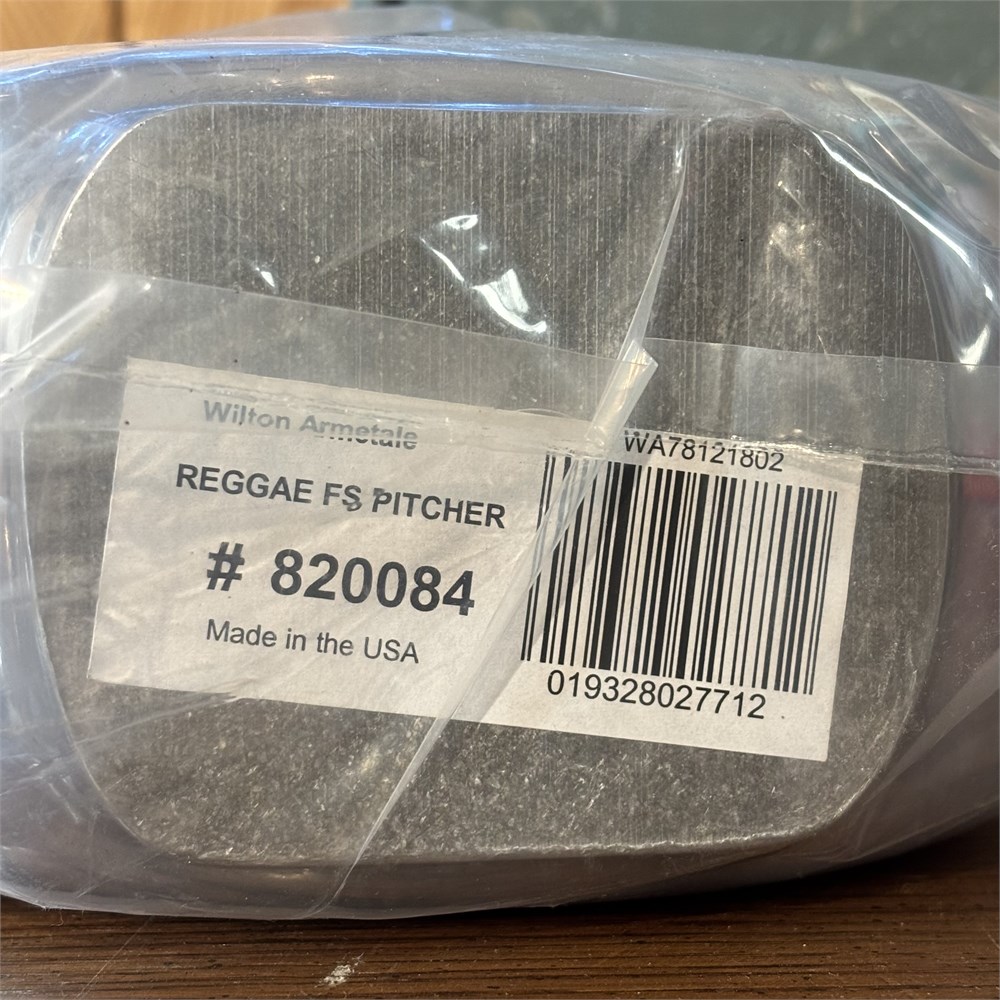 Wilton Armetale
REGGAE FS PITCHER
# 820084
Made in the USA
WA78121802
019328027712